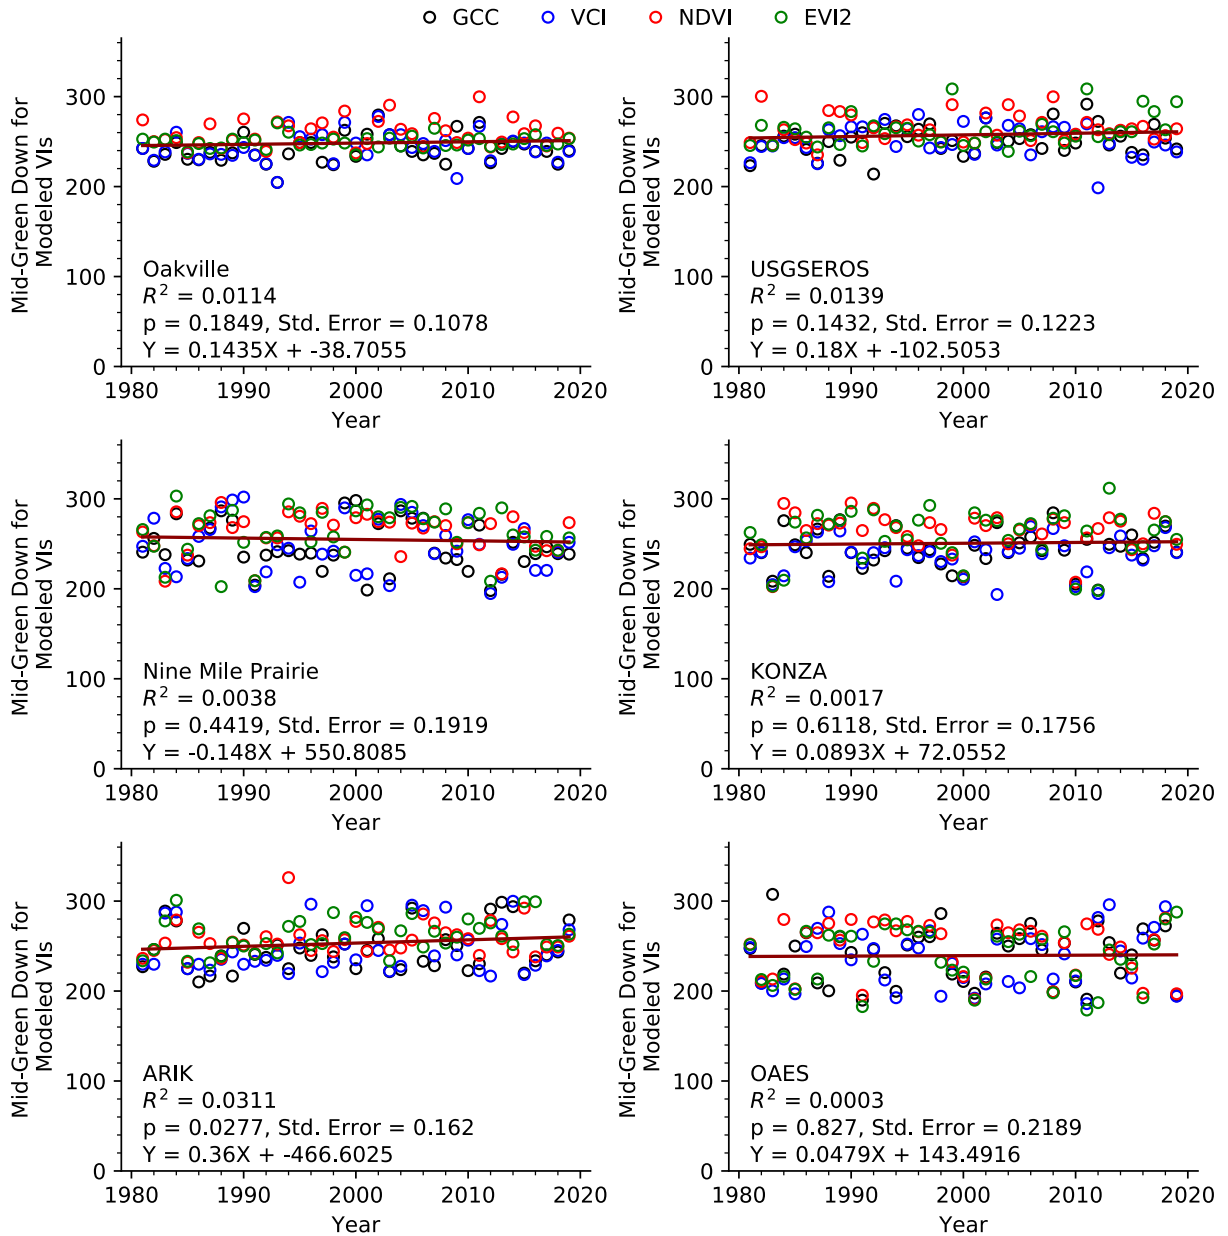 GCC VCI NDVI EVI2
Mid-Green Down for
Modeled VIs
300
200
100
0
Oakville
R² = 0.0114
p = 0.1849, Std. Error = 0.1078
Y = 0.1435X + -38.7055
1980 1990 2000 2010 2020
Year
Mid-Green Down for
Modeled VIs
300
200
100
0
USGSEROS
R² = 0.0139
p = 0.1432, Std. Error = 0.1223
Y = 0.18X + -102.5053
1980 1990 2000 2010 2020
Year
Mid-Green Down for
Modeled VIs
300
200
100
0
Nine Mile Prairie
R² = 0.0038
p = 0.4419, Std. Error = 0.1919
Y = -0.148X + 550.8085
1980 1990 2000 2010 2020
Year
Mid-Green Down for
Modeled VIs
300
200
100
0
KONZA
R² = 0.0017
p = 0.6118, Std. Error = 0.1756
Y = 0.0893X + 72.0552
1980 1990 2000 2010 2020
Year
Mid-Green Down for
Modeled VIs
300
200
100
0
ARIK
R² = 0.0311
p = 0.0277, Std. Error = 0.162
Y = 0.36X + -466.6025
1980 1990 2000 2010 2020
Year
Mid-Green Down for
Modeled VIs
300
200
100
0
OAES
R² = 0.0003
p = 0.827, Std. Error = 0.2189
Y = 0.0479X + 143.4916
1980 1990 2000 2010 2020
Year